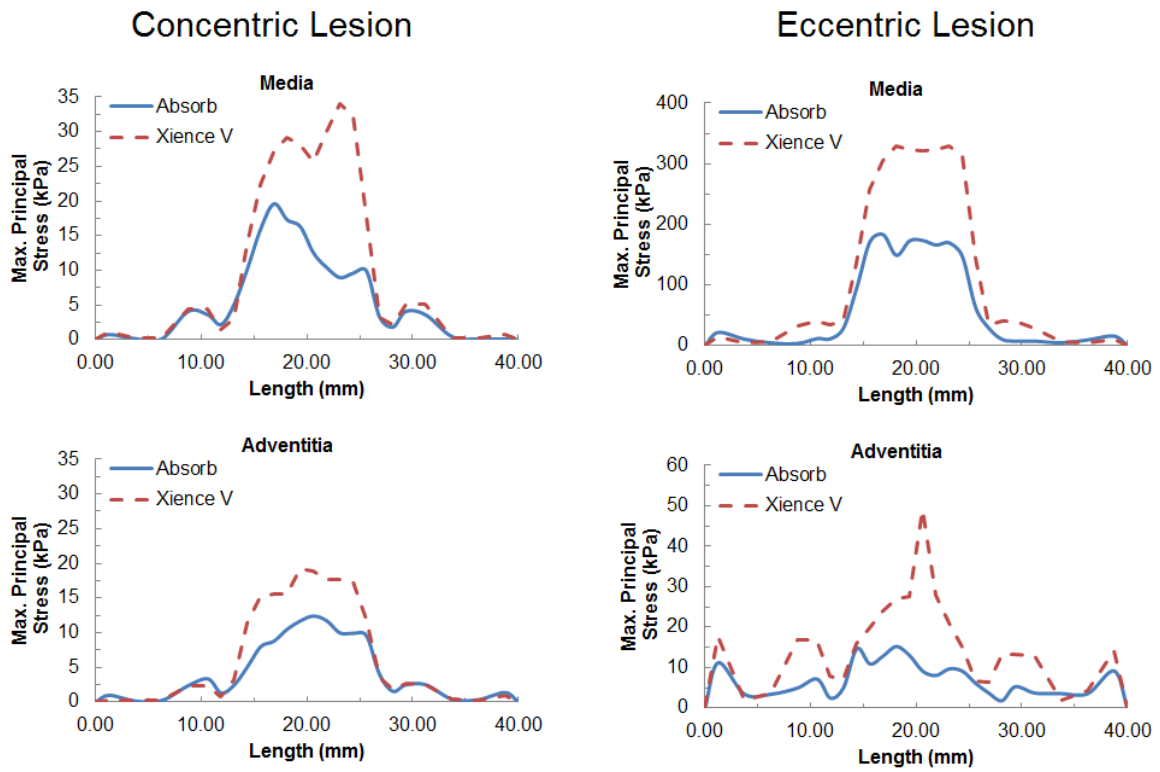 Concentric Lesion
Eccentric Lesion
Media
Absorb
Xience V
Max. Principal
Stress (kPa)
35
30
25
20
15
10
5
0
0.00 10.00 20.00 30.00 40.00
Length (mm)
Media
Absorb
Xience V
Max. Principal
Stress (kPa)
400
300
200
100
0
0.00 10.00 20.00 30.00 40.00
Length (mm)
Adventitia
Absorb
Xience V
Max. Principal
Stress (kPa)
35
30
25
20
15
10
5
0
0.00 10.00 20.00 30.00 40.00
Length (mm)
Adventitia
Absorb
Xience V
Max. Principal
Stress (kPa)
60
50
40
30
20
10
0
0.00 10.00 20.00 30.00 40.00
Length (mm)